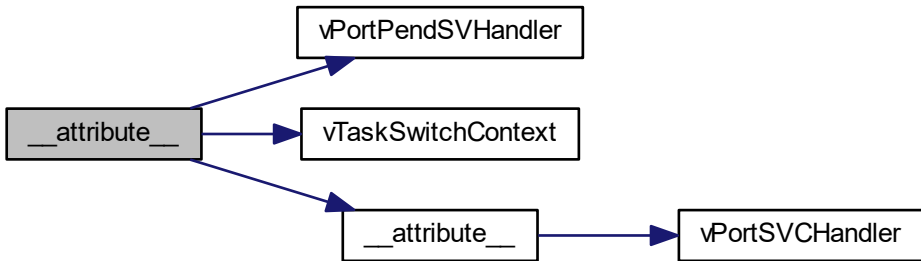 vPortPendSVHandler
__attribute__
vTaskSwitchContext
__attribute__
vPortSVCHandler